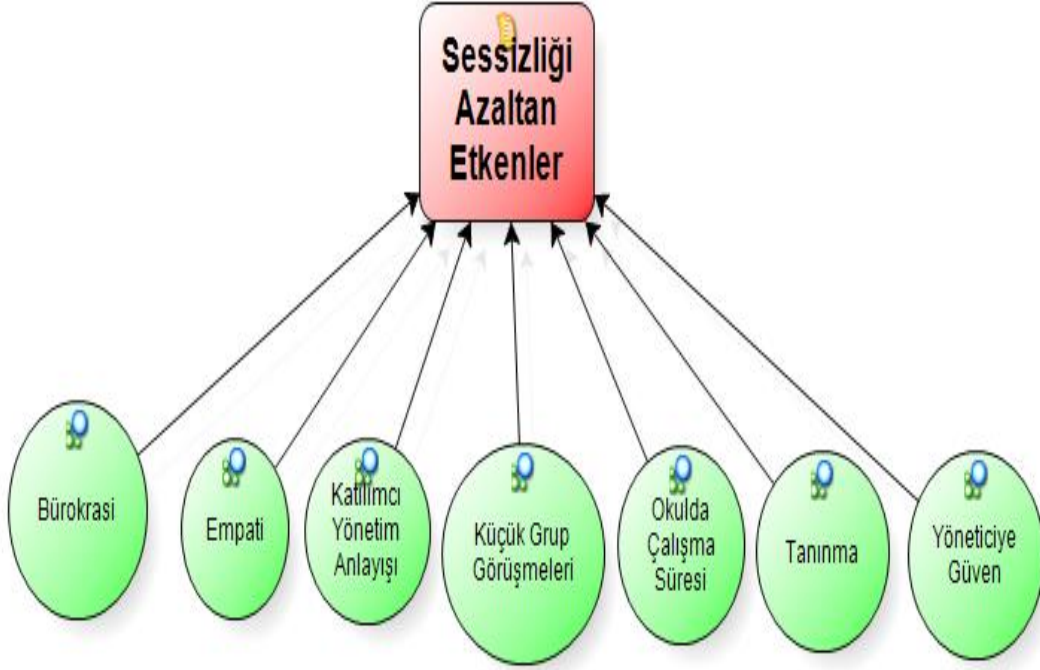 Sessizliği
Azaltan
Etkenler
Bürokrasi
Empati
Katılımcı
Yönetim
Anlayışı
Küçük Grup
Görüşmeleri
Okulda
Çalışma
Süresi
Tanınma
Yöneticiye
Güven